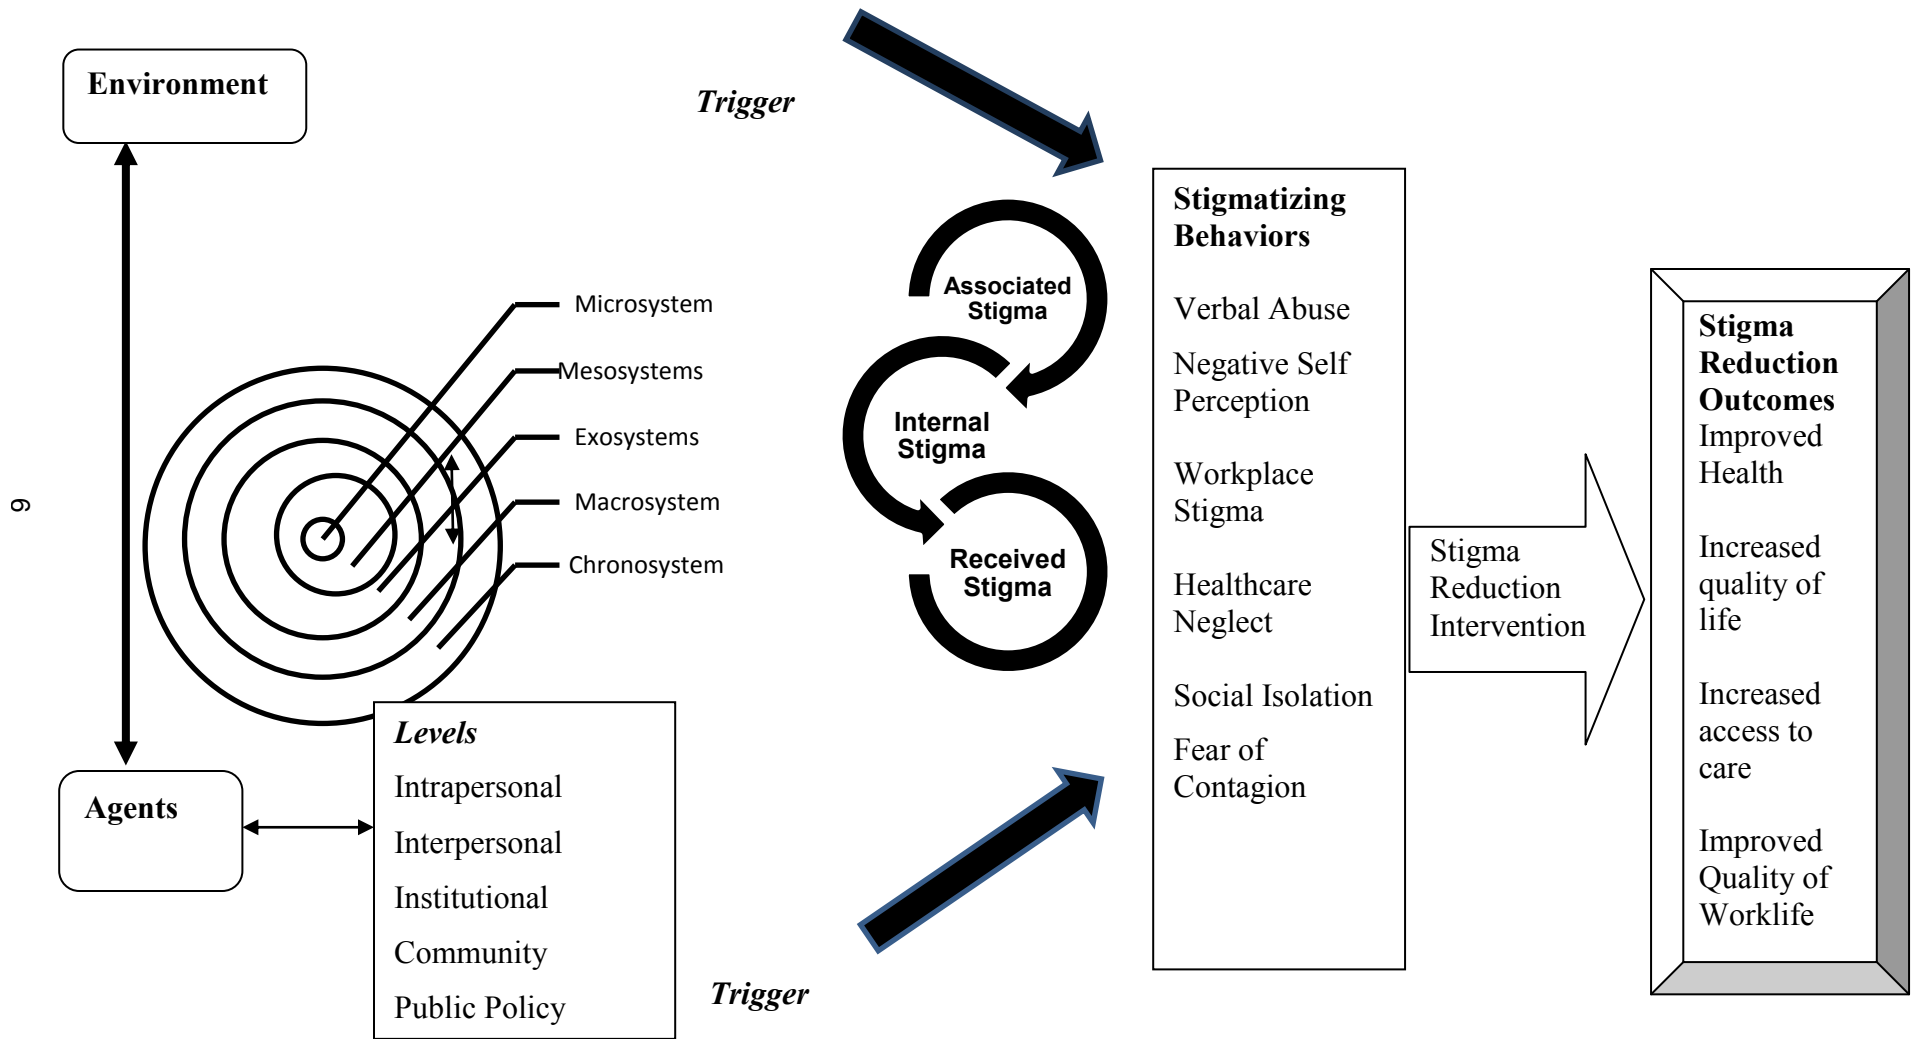 Environment
Trigger
Microsystem
Mesosystems
Exosystems
Macrosystem
Chronosystem
9
Agents
Levels
Intrapersonal
Interpersonal
Institutional
Community
Public Policy
Associated
Stigma
Internal
Stigma
Received
Stigma
Trigger
Stigmatizing
Behaviors
Verbal Abuse
Negative Self
Perception
Workplace
Stigma
Healthcare
Neglect
Social Isolation
Fear of
Contagion
Stigma
Reduction
Intervention
Stigma
Reduction
Outcomes
Improved
Health
Increased
quality of
life
Increased
access to
care
Improved
Quality of
Worklife